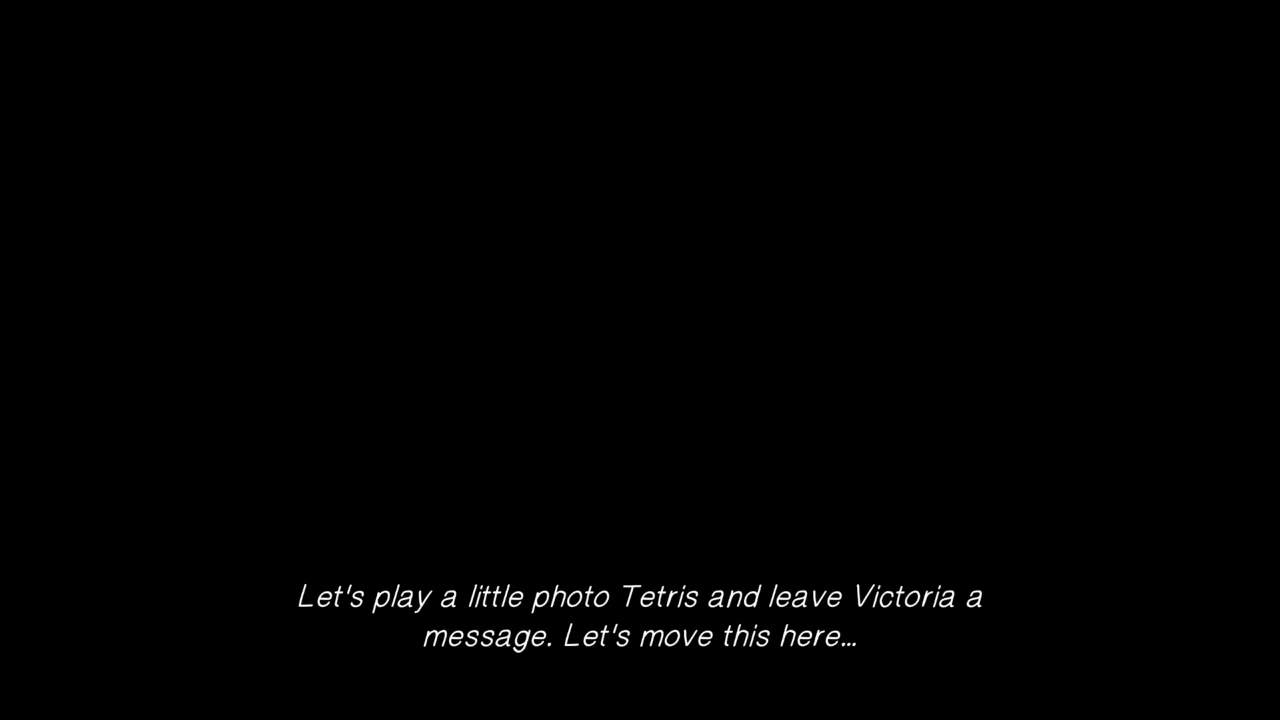 Let's play a little photo Tetris and leave Victoria a
message. Let's move this here...